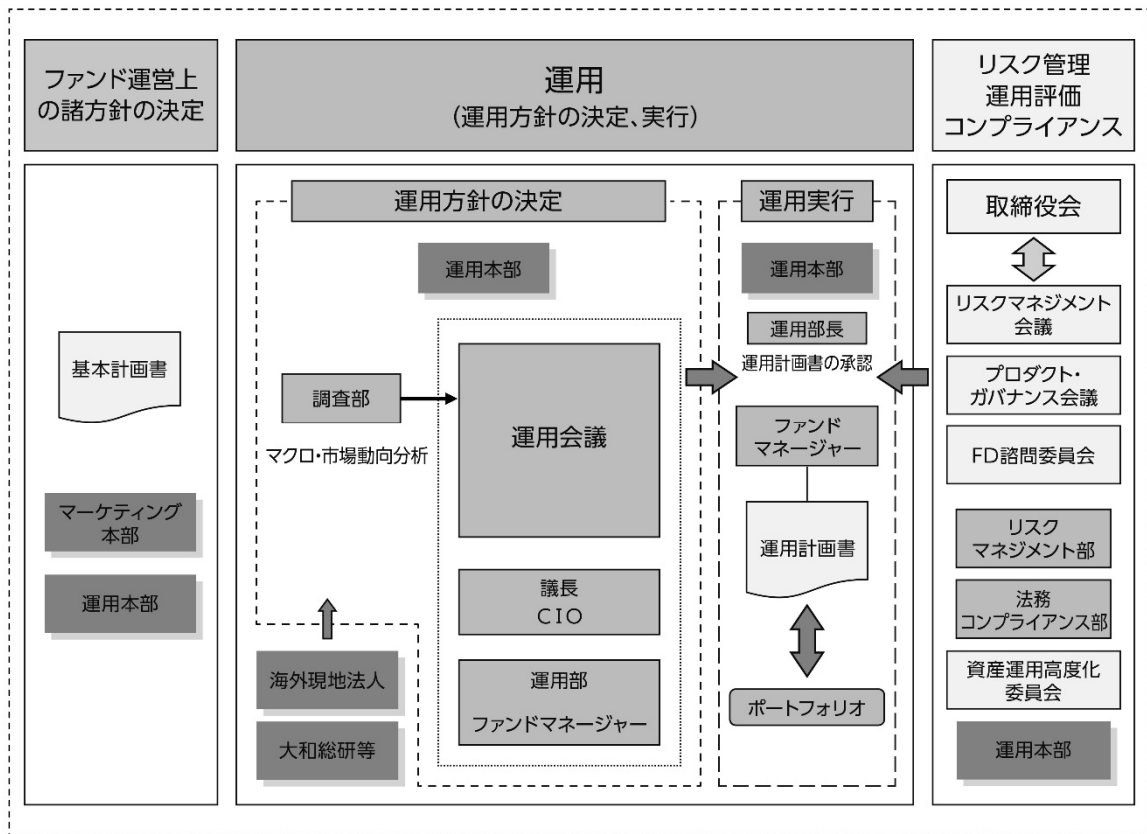 ファンド運営上
の諸方針の決定
運用
(運用方針の決定、実行)
リスク管理
運用評価
コンプライアンス
基本計画書
マーケティング
本部
運用本部
運用方針の決定
運用本部
調査部
マクロ・市場動向分析
運用会議
議長
CIO
運用部
ファンドマネージャー
海外現地法人
大和総研等
運用実行
運用本部
運用部長
運用計画書の承認
ファンド
マネージャー
運用計画書
ポートフォリオ
取締役会
リスクマネジメント
会議
プロダクト・
ガバナンス会議
FD諮問委員会
リスク
マネジメント部
法務
コンプライアンス部
資産運用高度化
委員会
運用本部